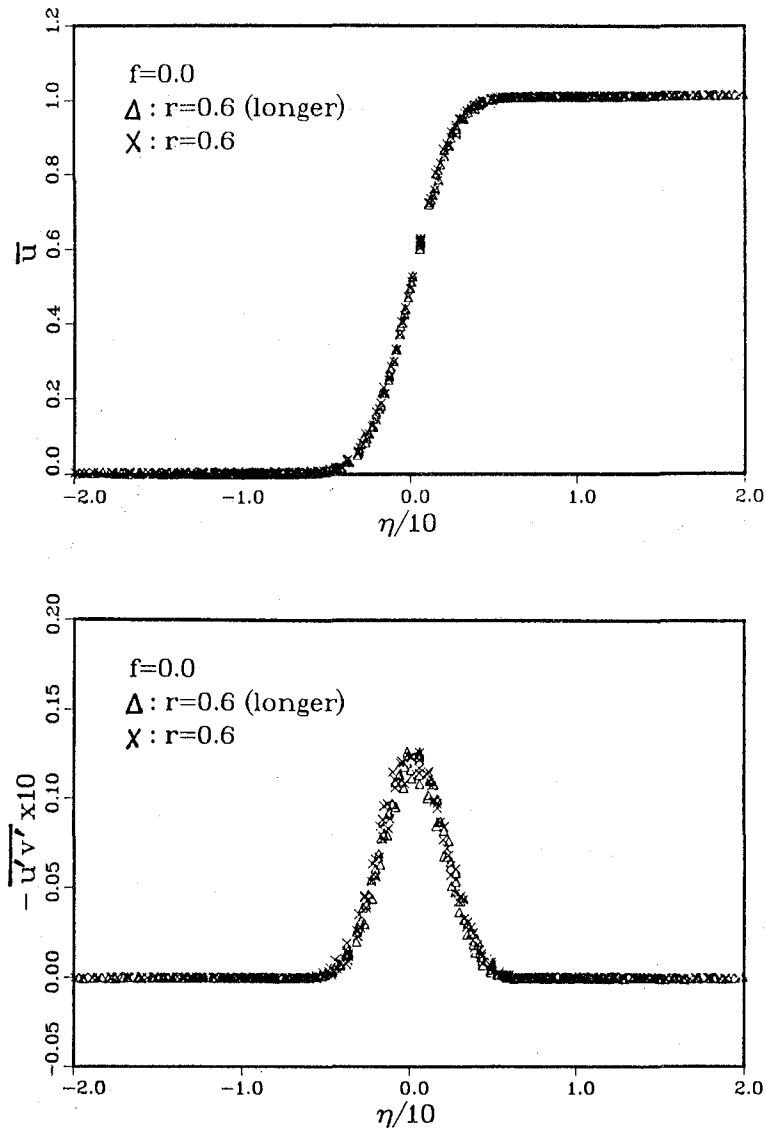 1.2
1.0
0.8
0.6
0.4
0.2
0.0
u̅
f=0.0
Δ : r=0.6 (longer)
X : r=0.6
-2.0 -1.0 0.0 1.0 2.0
η/10
0.20
0.15
0.10
0.05
0.00
-0.05
- u′v′ x10
f=0.0
Δ : r=0.6 (longer)
X : r=0.6
-2.0 -1.0 0.0 1.0 2.0
η/10